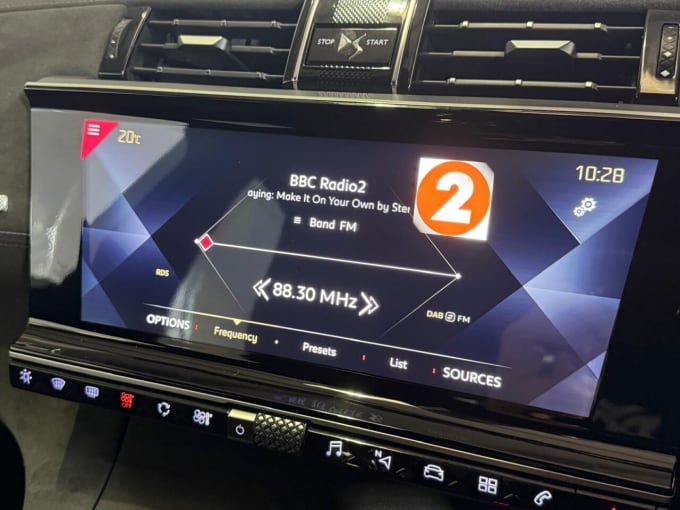 STOP START
20°C
10:28
BBC Radio2
aying: Make It On Your Own by Ste
2
Band FM
RDS
88.30 MHz
DAB FM
OPTIONS Frequency Presets List SOURCES
OFF
N